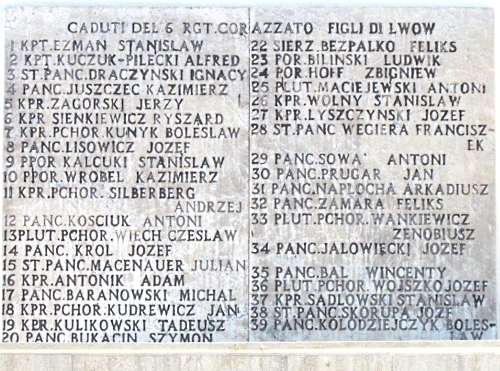 CADUTI DEL 6 RGT.CORAZZATO FIGLI DI LWOW
1 KPT.EZMAN STANISLAW
2 KPT.KUCZUK-PILECKI ALFRED
3 ST.PANC.DRACZYNSKI IGNACY
4 PANC.JUSZCZEC KAZIMIERZ
5 KPR.ZAGORSKI JERZY
6 KPR SIENKIEWICZ RYSZARD
7 KPR.PCHOR.KUNYK BOLESLAW
8 PANC.LISOWICZ JOZEF
9 PPOR KALCUKI STANISLAW
10 PPOR.WROBEL KAZIMIERZ
11 KPR.PCHOR. SILBERBERG
ANDRZEJ
12 PANC.KOSCIUK ANTONI
13 PLUT.PCHOR.WIECH CZESLAW
14 PANC. KROL JOZEF
15 ST.PANC.MACENAUER JULIAN
16 KPR.ANTONIK ADAM
17 PANC.BARANOWSKI MICHAL
18 KPR.PCHOR.KUDREWICZ JAN
19 KPR.KULIKOWSKI TADEUSZ
20 PANC.BUKACIN SZYMON
22 SIERZ.BEZPALKO FELIKS
23 POR.BILINSKI LUDWIK
24 POR.HOFF ZBIGNIEW
25 PLUT.MACIEJEWSKI ANTONI
26 KPR.WOLNY STANISLAW
27 KPR.LYSZCZYNSKI JOZEF
28 ST.PANC WEGIERA FRANCISZ-
EK
29 PANC.SOWA ANTONI
30 PANC.PRUGAR JAN
31 PANC.NAPLOCHA ARKADIUSZ
32 PANC.ZAMARA FELIKS
33 PLUT.PCHOR.WANKIEWICZ
ZENOBIUSZ
34 PANC.JALOWIECKI JOZEF
35 PANC.BAL WINCENTY
36 PLUT.PCHOR.WOJSZKO JOZEF
37 KPR.SADLOWSKI STANISLAW
38 ST.PANC.SKORUPA JOZEF
39 PANC.KOLODZIEJCZYK BOLES-
LAW